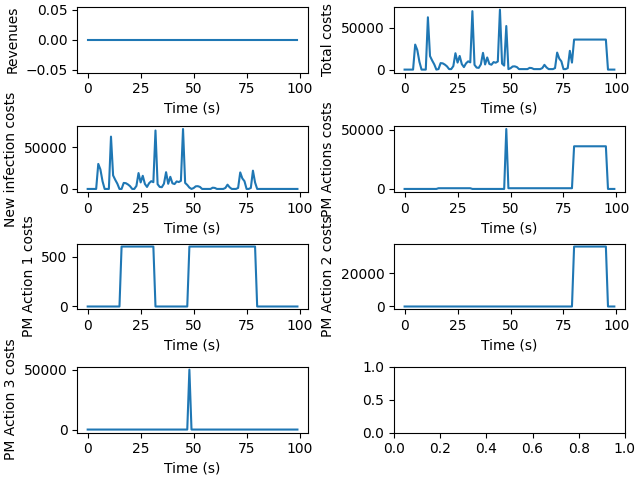 Revenues
0.05
0.00
−0.05
0 25 50 75 100
Time (s)
Total costs
50000
0
0 25 50 75 100
Time (s)
New infection costs
50000
0
0 25 50 75 100
Time (s)
PM Actions costs
50000
0
0 25 50 75 100
Time (s)
PM Action 1 costs
500
0
0 25 50 75 100
Time (s)
PM Action 2 costs
20000
0
0 25 50 75 100
Time (s)
PM Action 3 costs
50000
0
0 25 50 75 100
Time (s)
1.0
0.5
0.0
0.0 0.2 0.4 0.6 0.8 1.0